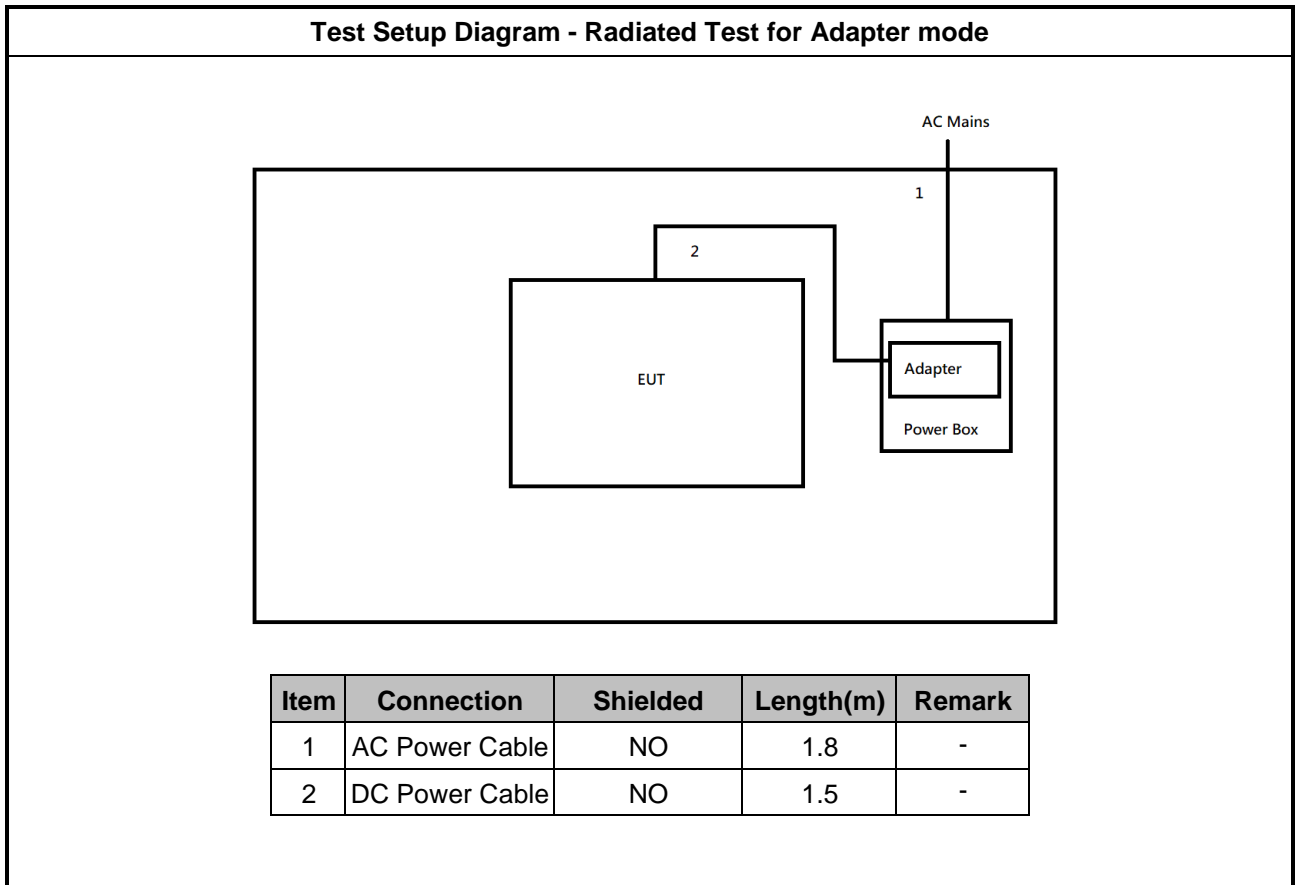 Test Setup Diagram - Radiated Test for Adapter mode
AC Mains
1
2
EUT
Adapter
Power Box
Item Connection Shielded Length(m) Remark
1 AC Power Cable NO 1.8 -
2 DC Power Cable NO 1.5 -